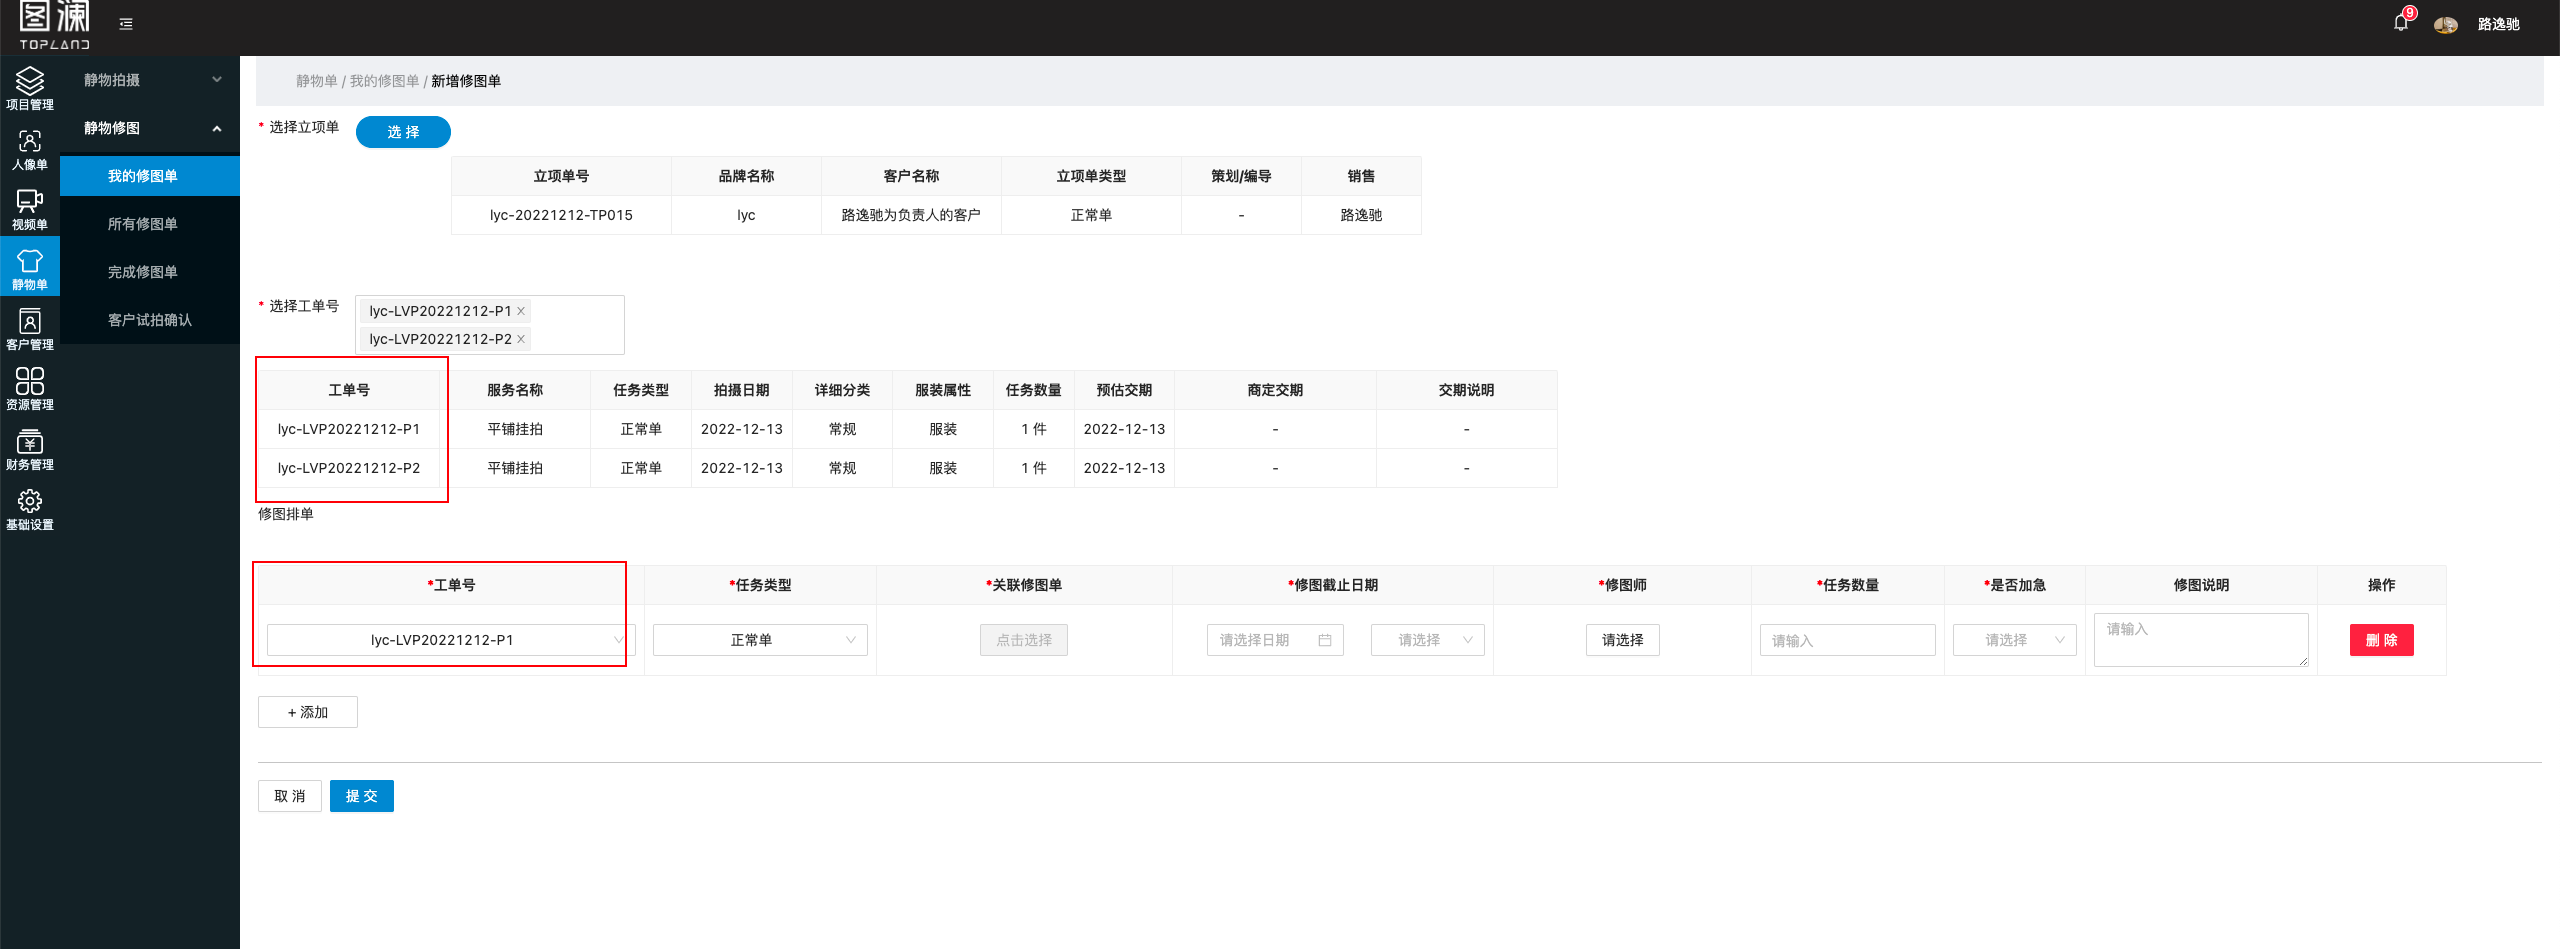 图澜
TOPLAND
9
路逸驰
项目管理
人像单
视频单
静物单
客户管理
资源管理
财务管理
基础设置
静物拍摄
静物修图
我的修图单
所有修图单
完成修图单
客户试拍确认
静物单 / 我的修图单 / 新增修图单
* 选择立项单 选 择
立项单号 品牌名称 客户名称 立项单类型 策划/编导 销售
lyc-20221212-TP015 lyc 路逸驰为负责人的客户 正常单 - 路逸驰
* 选择工单号 lyc-LVP20221212-P1
lyc-LVP20221212-P2
工单号 服务名称 任务类型 拍摄日期 详细分类 服装属性 任务数量 预估交期 商定交期 交期说明
lyc-LVP20221212-P1 平铺挂拍 正常单 2022-12-13 常规 服装 1 件 2022-12-13 - -
lyc-LVP20221212-P2 平铺挂拍 正常单 2022-12-13 常规 服装 1 件 2022-12-13 - -
修图排单
*工单号 *任务类型 *关联修图单 *修图截止日期 *修图师 *任务数量 *是否加急 修图说明 操作
lyc-LVP20221212-P1 正常单 点击选择 请选择日期 请选择 请选择 请输入 请选择 请输入 删 除
+ 添加
取 消 提 交